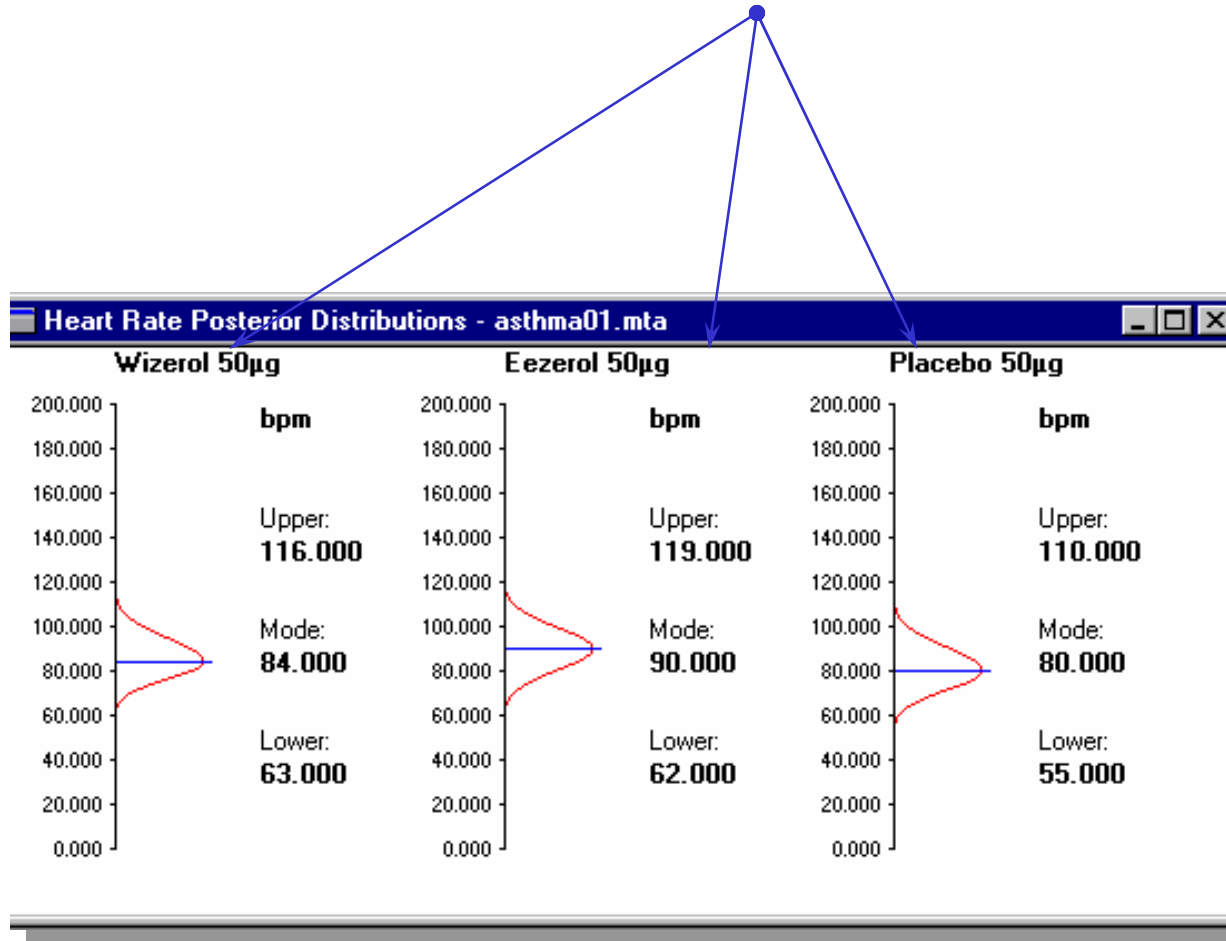 Heart Rate Posterior Distributions - asthma01.mta
Wizerol 50µg Eezerol 50µg Placebo 50µg
200.000 bpm 200.000 bpm 200.000 bpm
180.000 180.000 180.000
160.000 160.000 160.000
Upper: Upper: Upper:
140.000 116.000 140.000 119.000 140.000 110.000
120.000 120.000 120.000
100.000 Mode: 100.000 Mode: 100.000 Mode:
80.000 84.000 80.000 90.000 80.000 80.000
60.000 60.000 60.000
Lower: Lower: Lower:
40.000 63.000 40.000 62.000 40.000 55.000
20.000 20.000 20.000
0.000 0.000 0.000